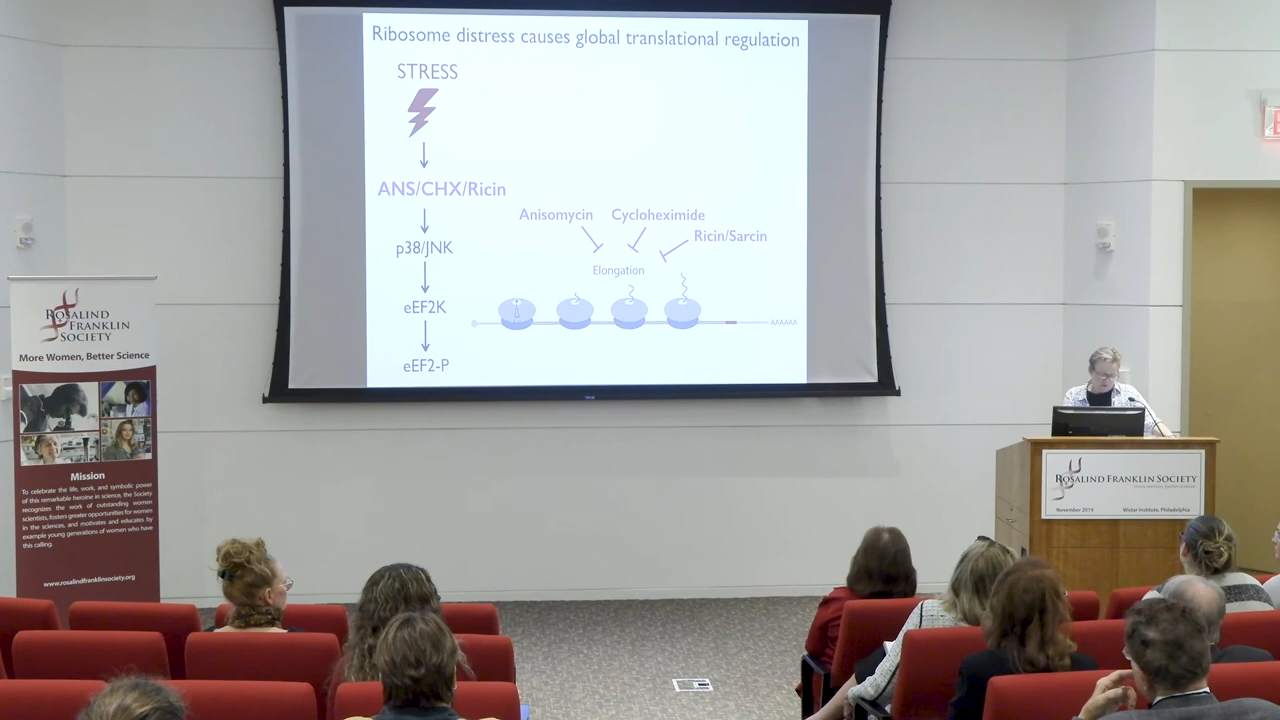 Ribosome distress causes global translational regulation
STRESS
ANS/CHX/Ricin
p38/JNK
eEF2K
eEF2-P
Anisomycin
Cycloheximide
Ricin/Sarcin
Elongation
AAAAAA
ROSALIND
FRANKLIN
SOCIETY
More Women, Better Science
Mission
To celebrate the life, work, and symbolic power
of this remarkable heroine in science, the Society
recognizes the work of outstanding women
scientists, fosters greater opportunities for women
in the sciences, and motivates and educates by
example young generations of women who have
this calling.
www.rosalindfranklinsociety.org
ROSALIND FRANKLIN SOCIETY
November 2019
Wistar Institute, Philadelphia